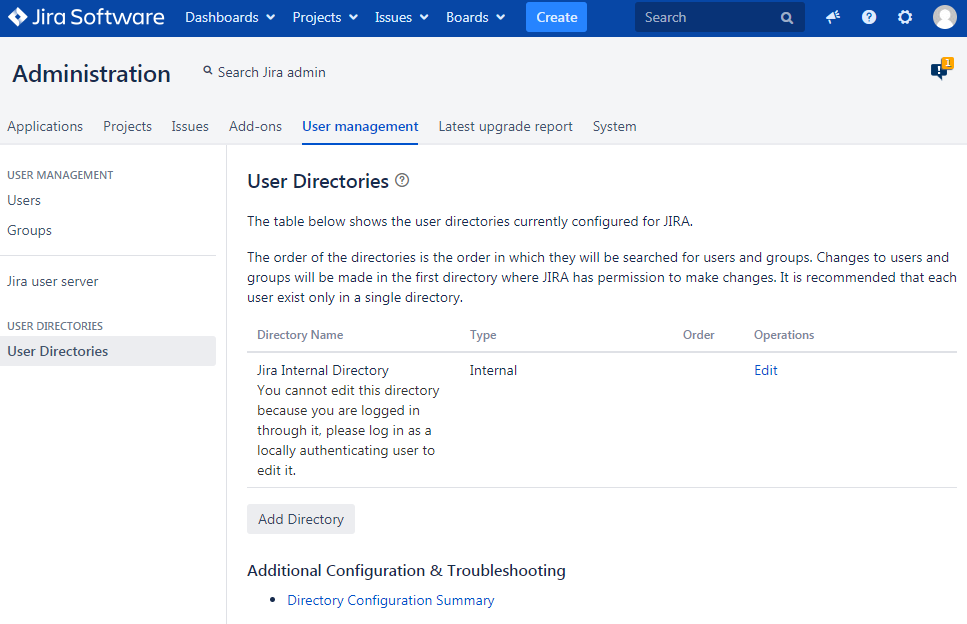 Jira Software Dashboards Projects Issues Boards Create Search
Administration Search Jira admin
1
Applications Projects Issues Add-ons User management Latest upgrade report System
USER MANAGEMENT
Users
Groups
Jira user server
USER DIRECTORIES
User Directories
User Directories
The table below shows the user directories currently configured for JIRA.
The order of the directories is the order in which they will be searched for users and groups. Changes to users and
groups will be made in the first directory where JIRA has permission to make changes. It is recommended that each
user exist only in a single directory.
Directory Name Type Order Operations
Jira Internal Directory Internal Edit
You cannot edit this directory
because you are logged in
through it, please log in as a
locally authenticating user to
edit it.
Add Directory
Additional Configuration & Troubleshooting
• Directory Configuration Summary